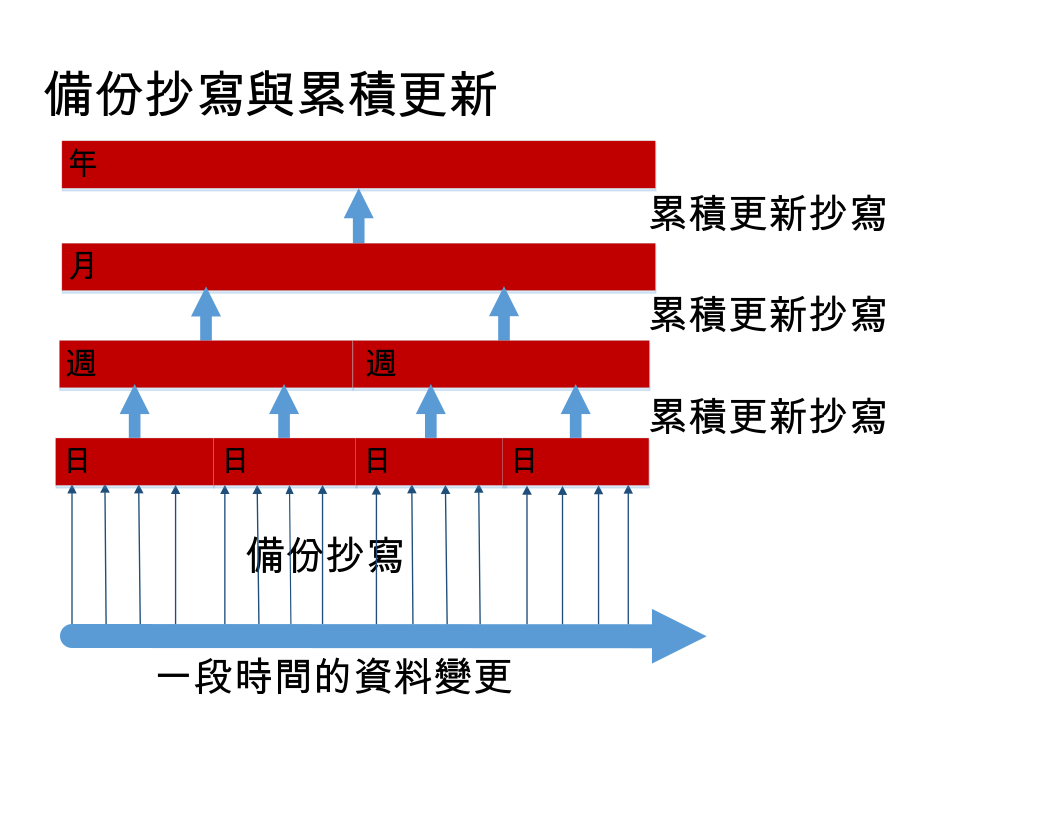 備份抄寫與累積更新
年
累積更新抄寫
月
累積更新抄寫
週 週
累積更新抄寫
日 日 日 日
備份抄寫
一段時間的資料變更